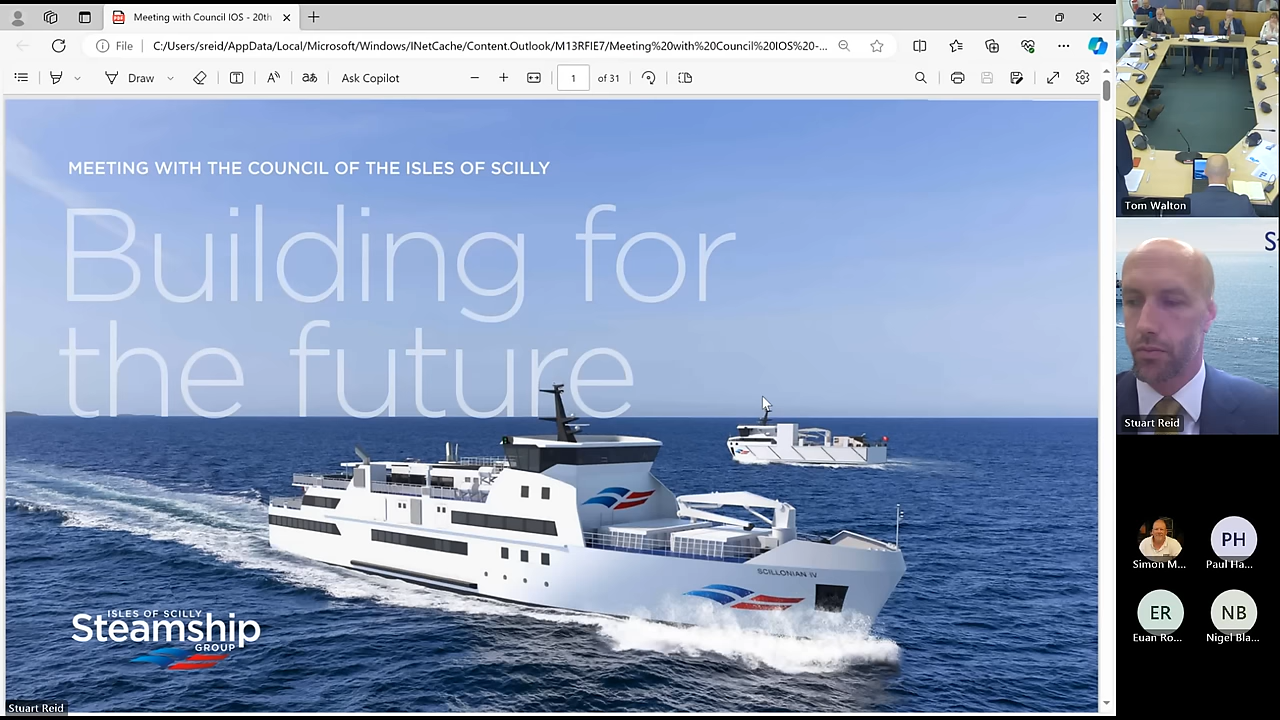 Meeting with Council IOS - 20th
File
C:/Users/sreid/AppData/Local/Microsoft/Windows/INetCache/Content.Outlook/M13RFIE7/Meeting%20with%20Council%20IOS%20-...
Draw
Ask Copilot
1
of 31
MEETING WITH THE COUNCIL OF THE ISLES OF SCILLY
Building for
the future
SCILLONIAN IV
ISLES OF SCILLY
Steamship
GROUP
Stuart Reid
Tom Walton
S
Stuart Reid
Simon M...
PH
Paul Ha...
ER
Euan Ro...
NB
Nigel Bla...